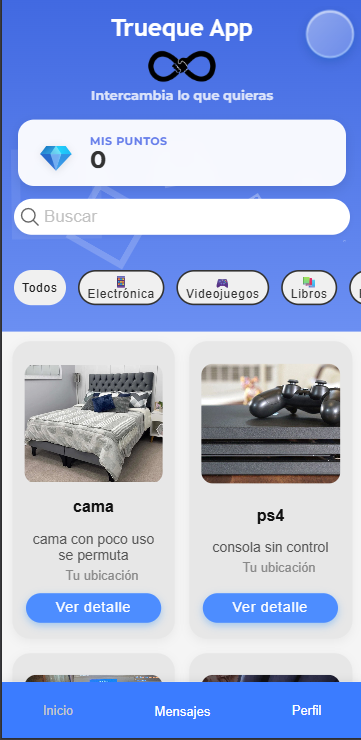 Trueque App
Intercambia lo que quieras
MIS PUNTOS
0
Buscar
Todos
Electrónica
Videojuegos
Libros
cama
cama con poco uso
se permuta
Tu ubicación
Ver detalle
ps4
consola sin control
Tu ubicación
Ver detalle
Inicio
Mensajes
Perfil